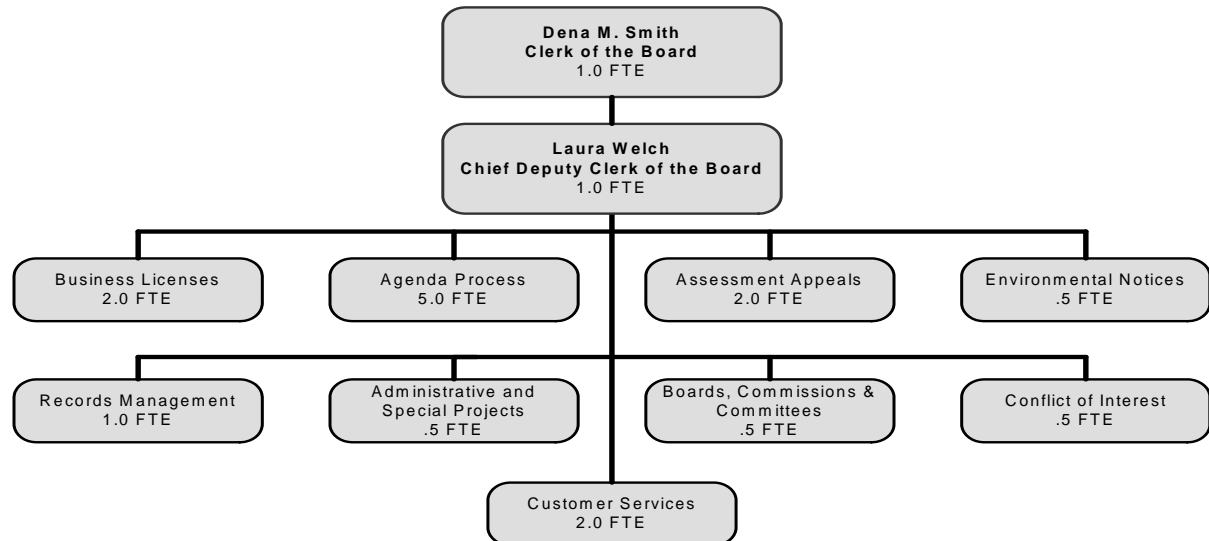 Dena M. Smith
Clerk of the Board
1.0 FTE
Laura Welch
Chief Deputy Clerk of the Board
1.0 FTE
Business Licenses
2.0 FTE
Agenda Process
5.0 FTE
Assessment Appeals
2.0 FTE
Environmental Notices
.5 FTE
Records Management
1.0 FTE
Administrative and
Special Projects
.5 FTE
Boards, Commissions &
Committees
.5 FTE
Conflict of Interest
.5 FTE
Customer Services
2.0 FTE